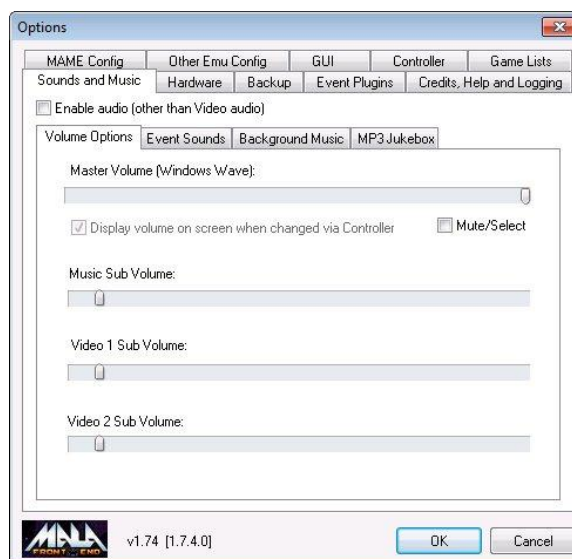 Options
MAME Config Other Emu Config GUI Controller Game Lists
Sounds and Music Hardware Backup Event Plugins Credits, Help and Logging
Enable audio (other than Video audio)
Volume Options Event Sounds Background Music MP3 Jukebox
Master Volume (Windows Wave):
Display volume on screen when changed via Controller Mute/Select
Music Sub Volume:
Video 1 Sub Volume:
Video 2 Sub Volume:
MALA
FRONT END
v1.74 [1.7.4.0] OK Cancel